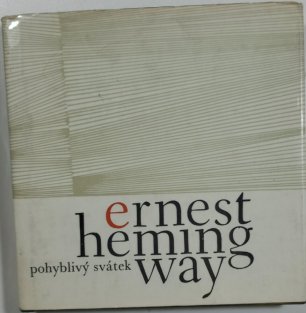 ernest
heming
pohyblivý svátek way